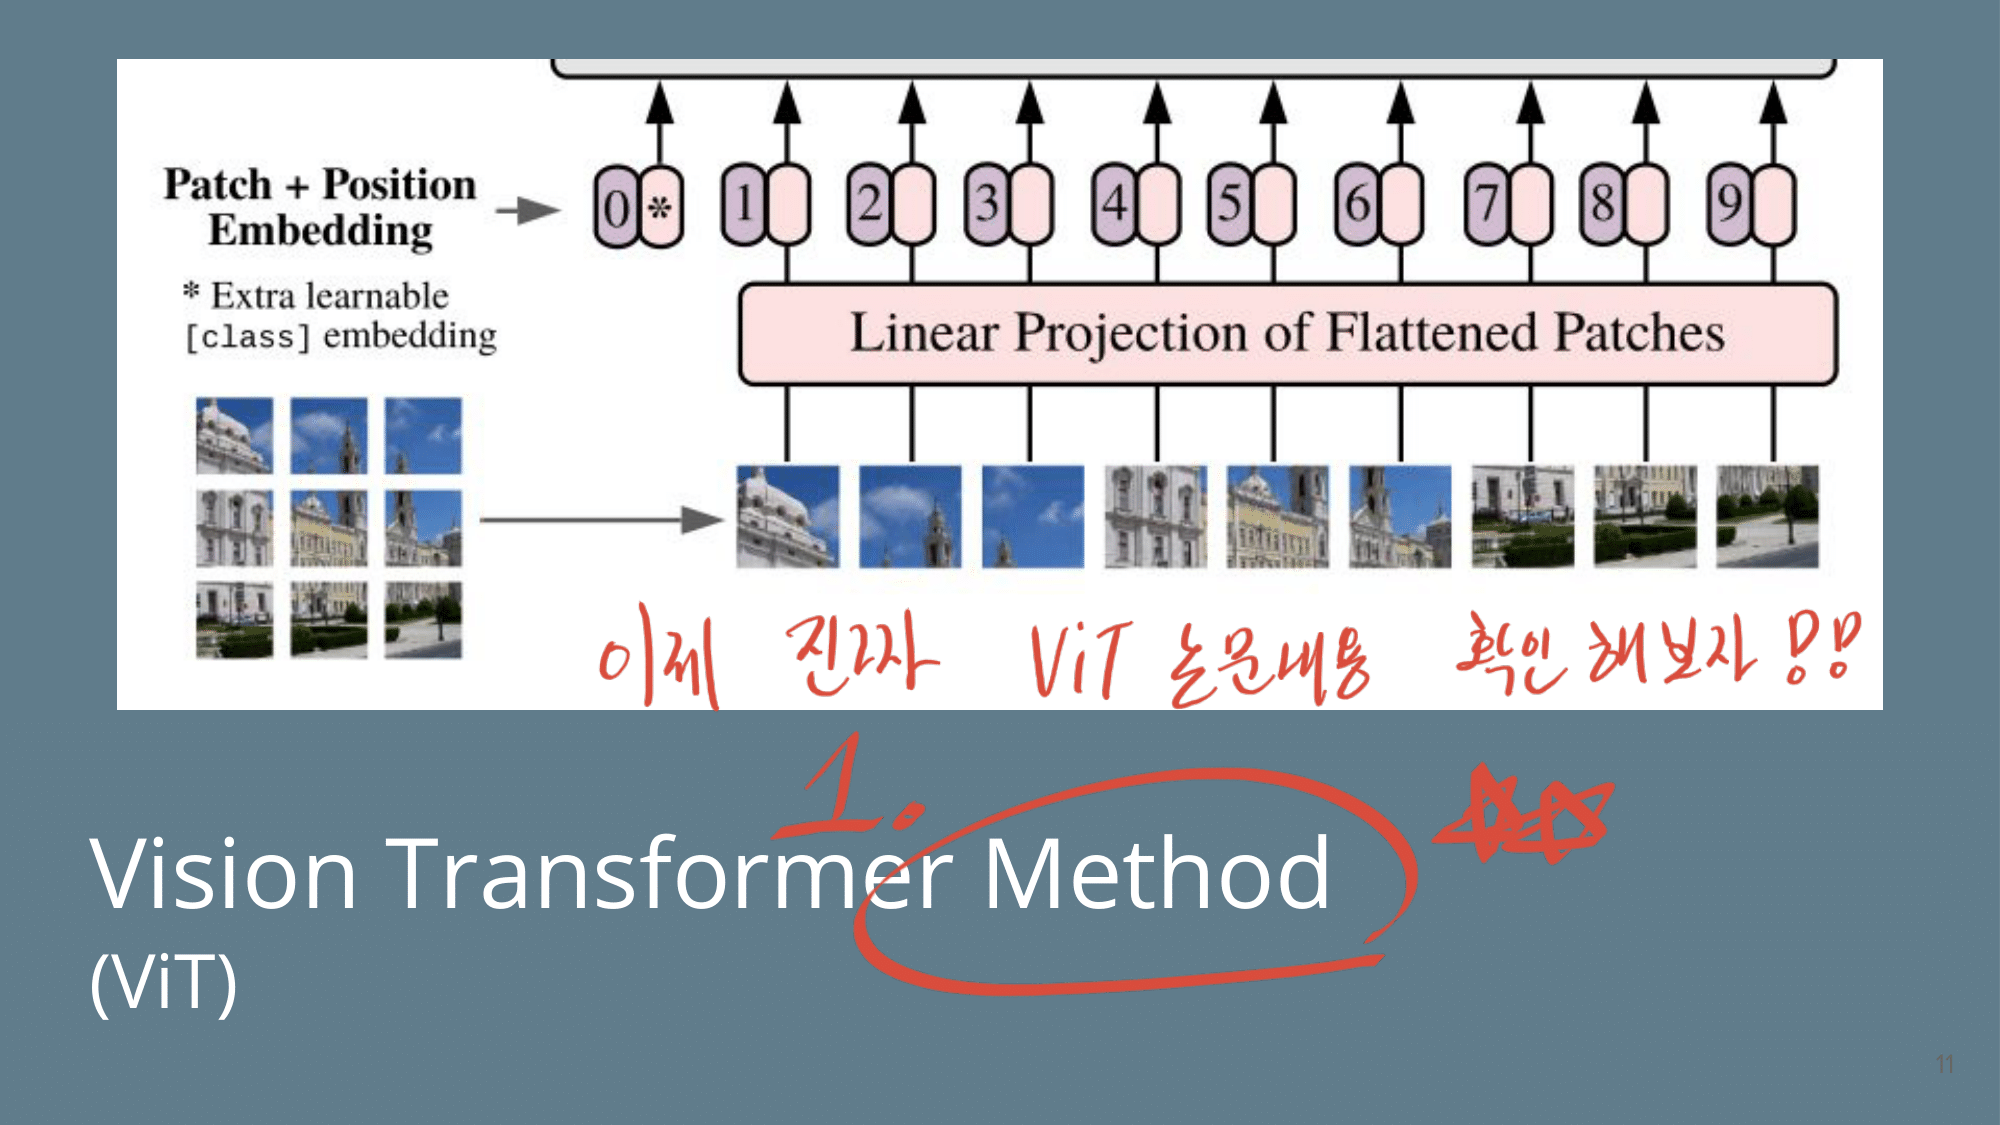 Patch + Position
Embedding
* Extra learnable
[class] embedding
0 * 1 2 3 4 5 6 7 8 9
Linear Projection of Flattened Patches
이제 진짜 ViT 논문내용 확인 해보자
1.
Vision Transformer Method
(ViT)
11